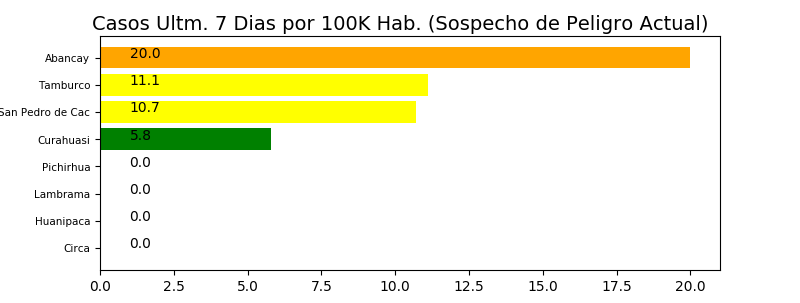 Casos Ultm. 7 Dias por 100K Hab. (Sospecho de Peligro Actual)
Abancay 20.0
Tamburco 11.1
San Pedro de Cac 10.7
Curahuasi 5.8
Pichirhua 0.0
Lambrama 0.0
Huanipaca 0.0
Circa 0.0
0.0 2.5 5.0 7.5 10.0 12.5 15.0 17.5 20.0